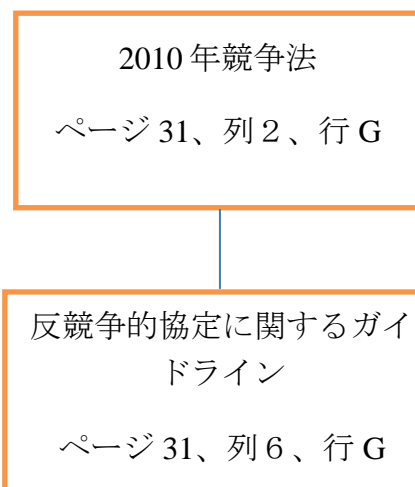 2010 年競争法
ページ 31、列２、行 G
反競争的協定に関するガイ
ドライン
ページ 31、列６、行 G